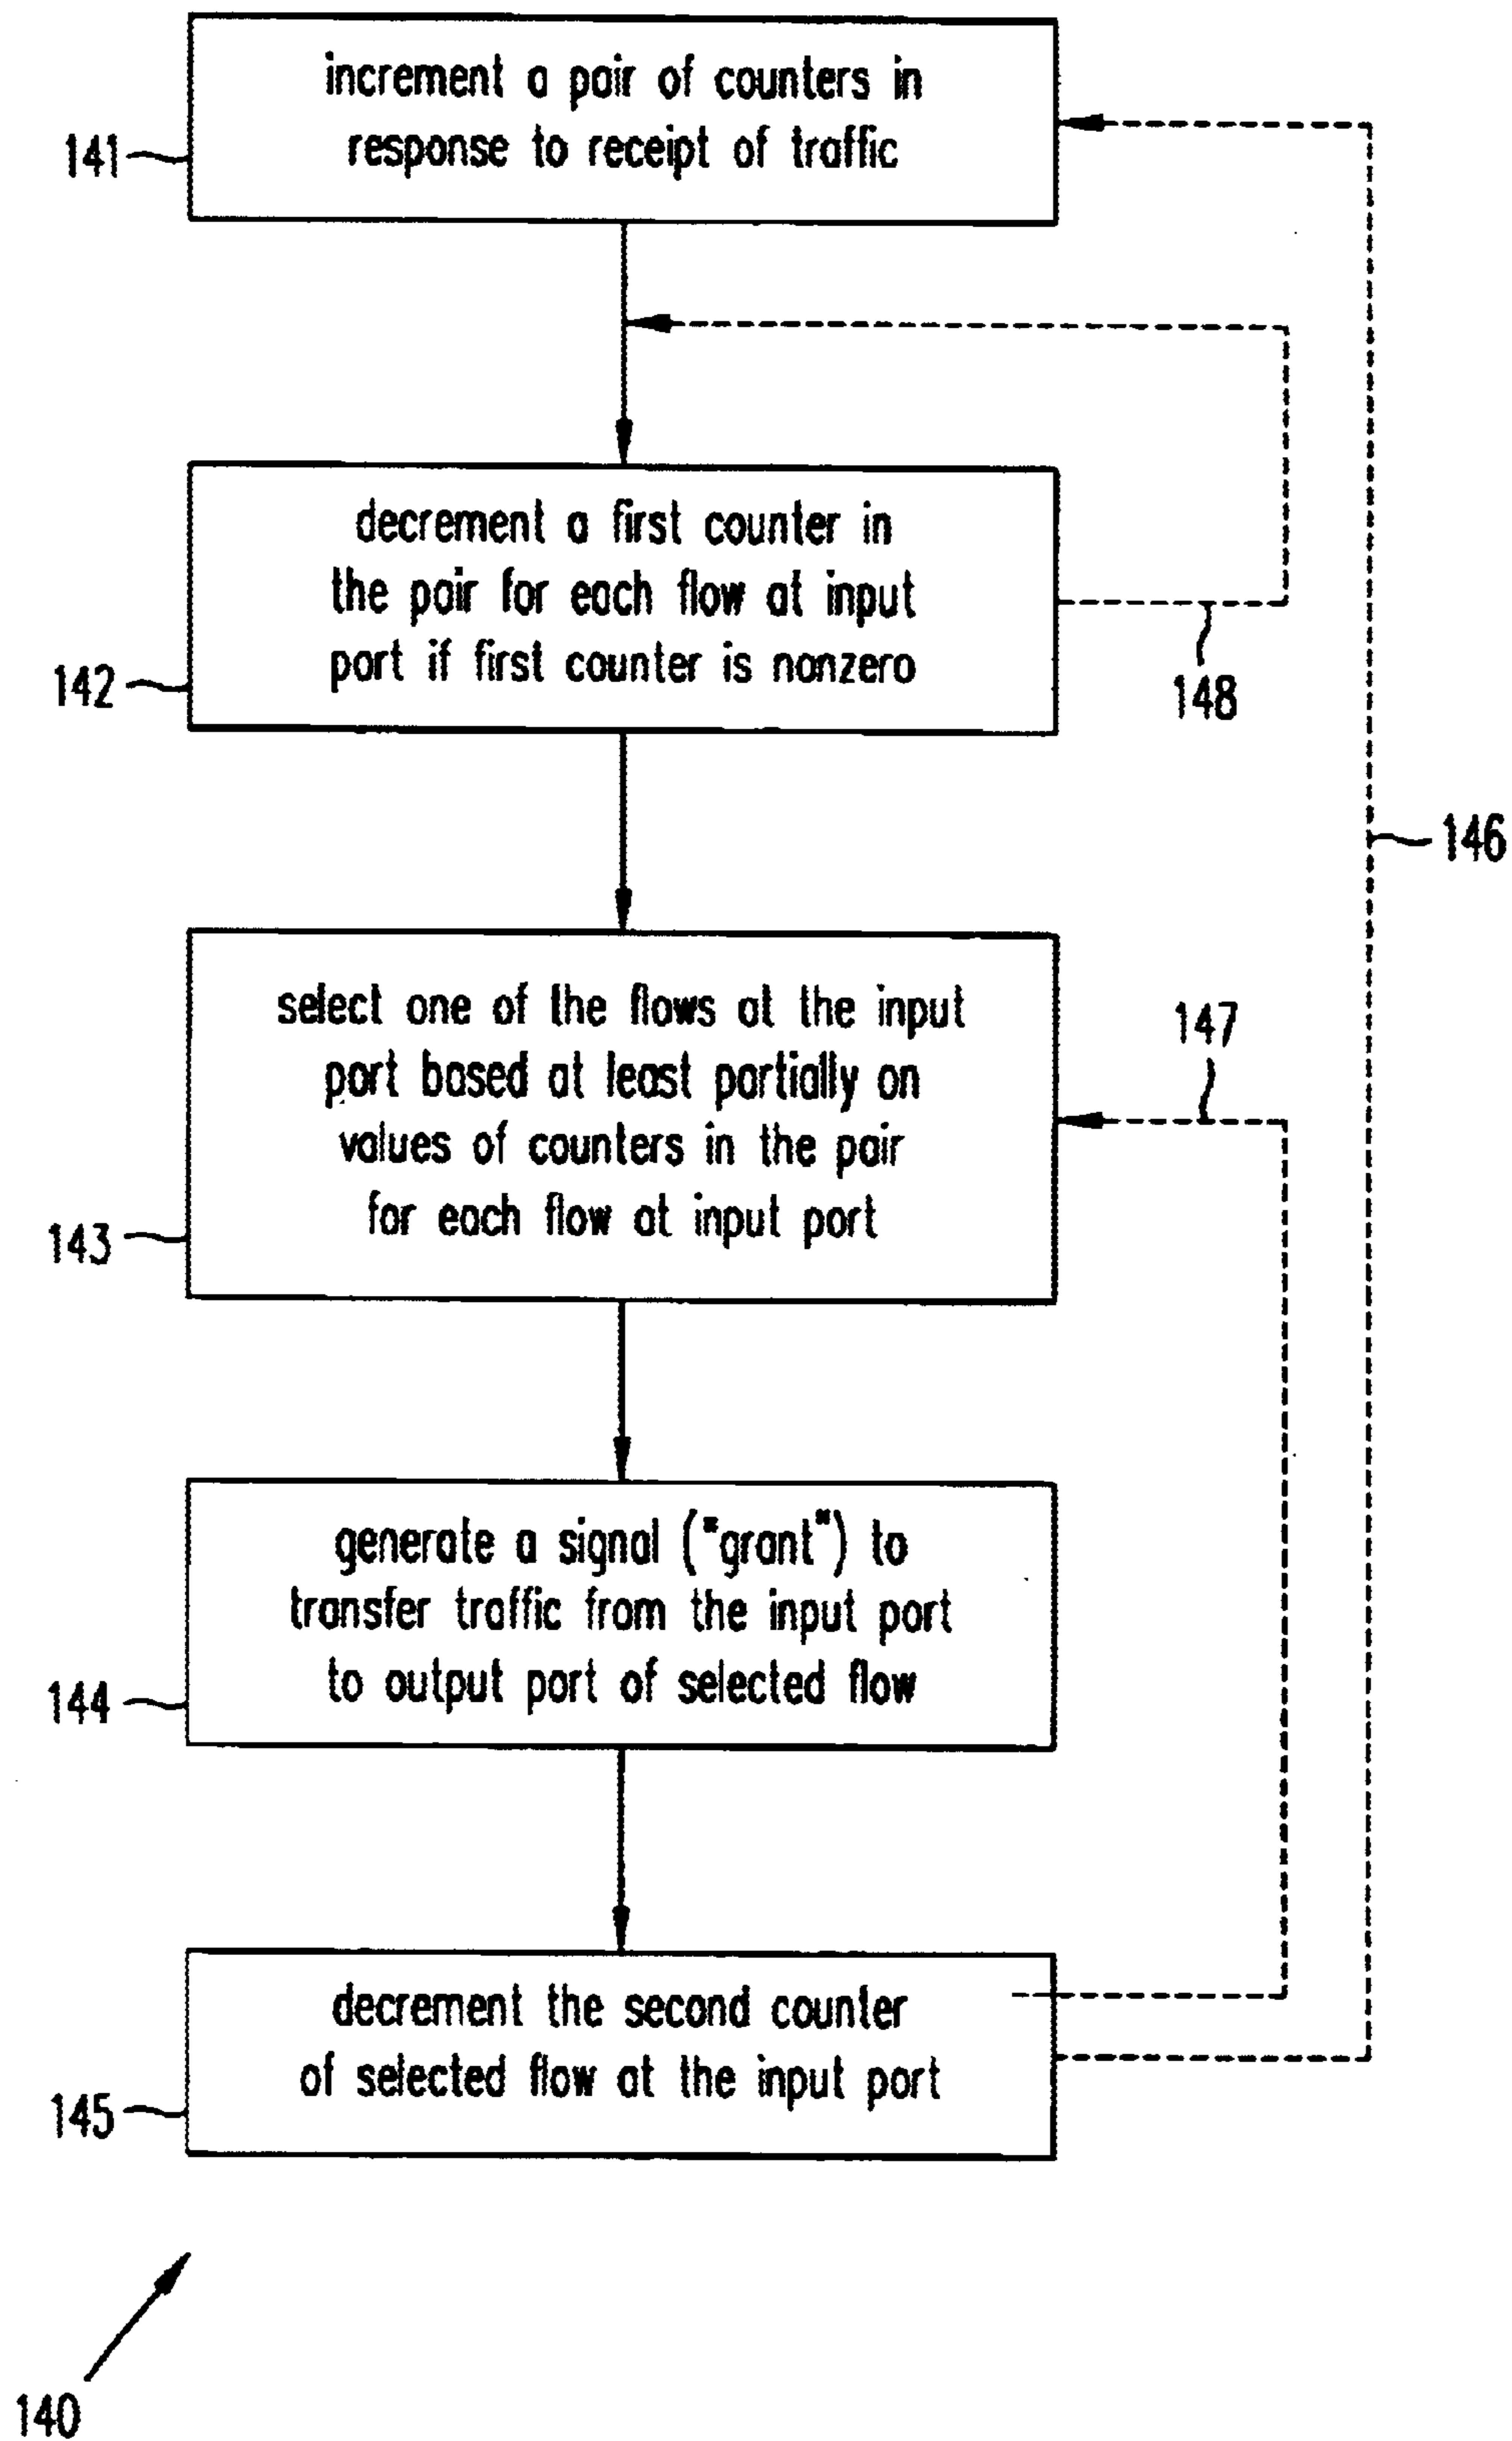 increment a pair of counters in
response to receipt of traffic
141
decrement a first counter in
the pair for each flow at input
port if first counter is nonzero
142
148
146
select one of the flows at the input
port based at least partially on
values of counters in the pair
for each flow at input port
143
147
generate a signal ("grant") to
transfer traffic from the input port
to output port of selected flow
144
decrement the second counter
of selected flow at the input port
145
140